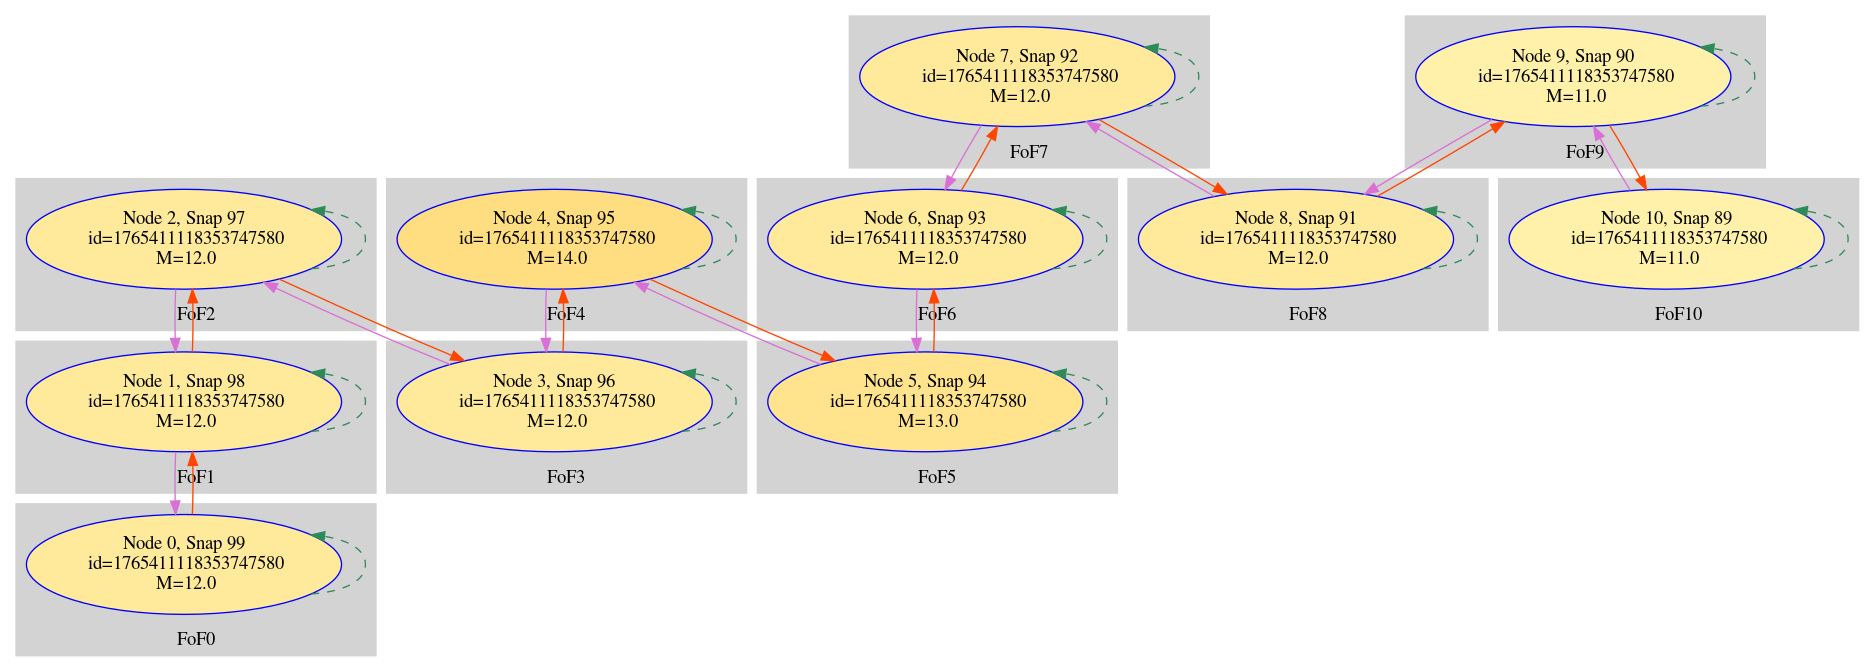 Node 7, Snap 92
id=1765411118353747580
M=12.0
FoF7
Node 9, Snap 90
id=1765411118353747580
M=11.0
FoF9
Node 2, Snap 97
id=1765411118353747580
M=12.0
FoF2
Node 4, Snap 95
id=1765411118353747580
M=14.0
FoF4
Node 6, Snap 93
id=1765411118353747580
M=12.0
FoF6
Node 8, Snap 91
id=1765411118353747580
M=12.0
FoF8
Node 10, Snap 89
id=1765411118353747580
M=11.0
FoF10
Node 1, Snap 98
id=1765411118353747580
M=12.0
FoF1
Node 3, Snap 96
id=1765411118353747580
M=12.0
FoF3
Node 5, Snap 94
id=1765411118353747580
M=13.0
FoF5
Node 0, Snap 99
id=1765411118353747580
M=12.0
FoF0